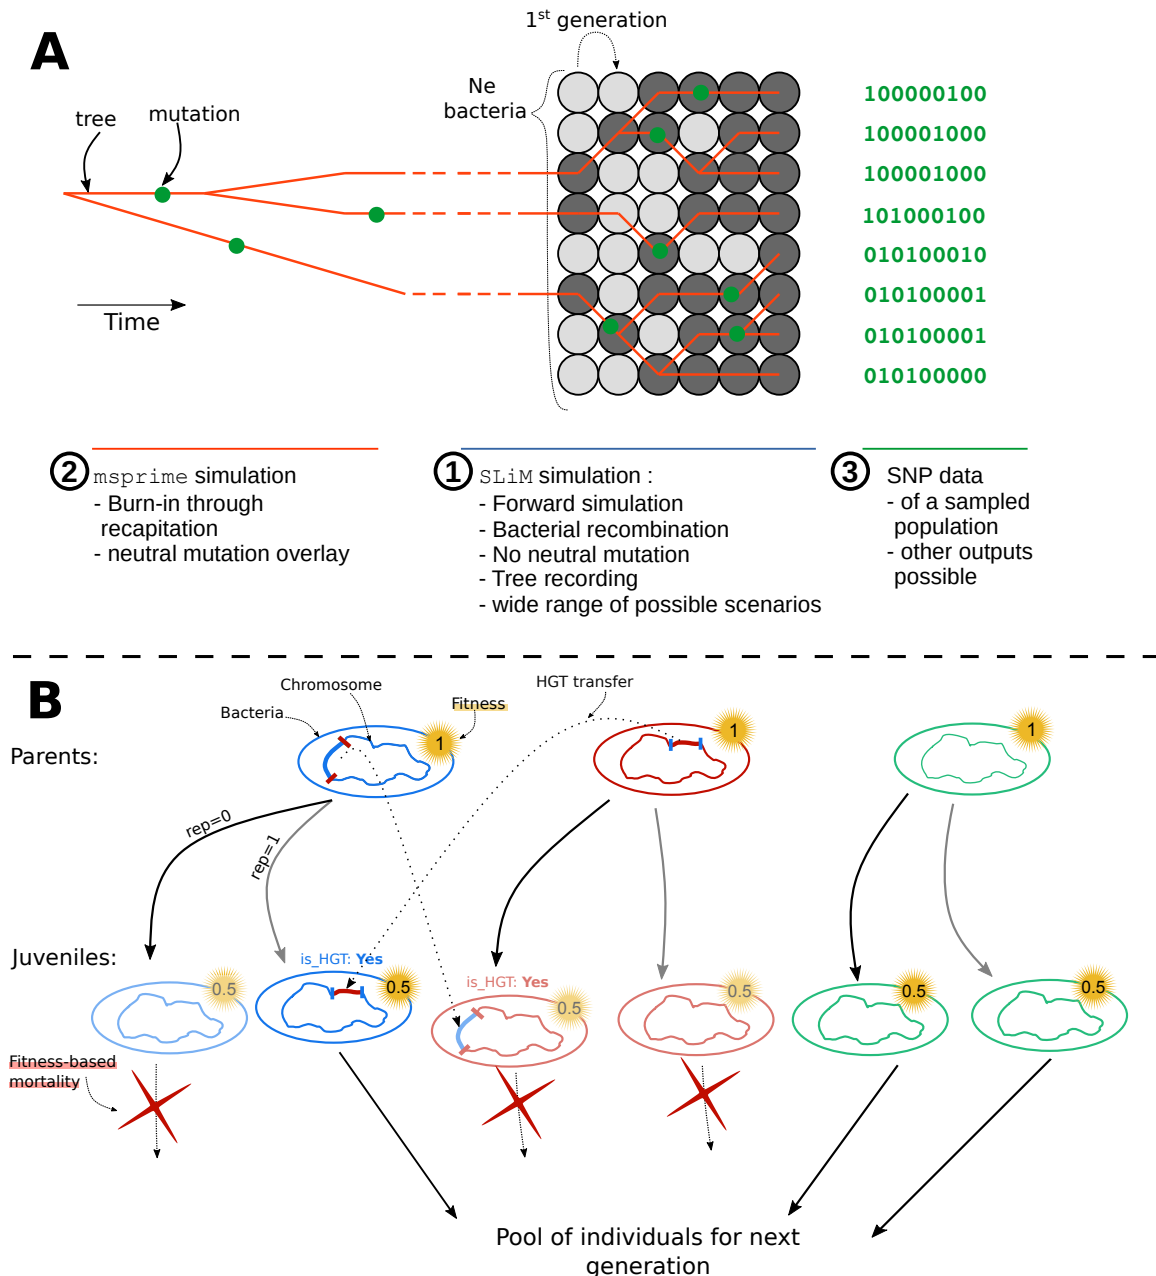 A
1st generation
Ne
bacteria
tree
mutation
Time
100000100
100001000
100001000
101000100
010100010
010100001
010100001
010100000
2
msprime simulation
- Burn-in through
recapitation
- neutral mutation overlay
1
SLiM simulation :
- Forward simulation
- Bacterial recombination
- No neutral mutation
- Tree recording
- wide range of possible scenarios
3
SNP data
- of a sampled
population
- other outputs
possible
B
Chromosome
HGT transfer
Bacteria
Fitness
Parents:
1
1
1
rep=0
rep=1
Juveniles:
is_HGT: Yes
is_HGT: Yes
0.5
0.5
0.5
0.5
0.5
0.5
Fitness-based
mortality
Pool of individuals for next
generation